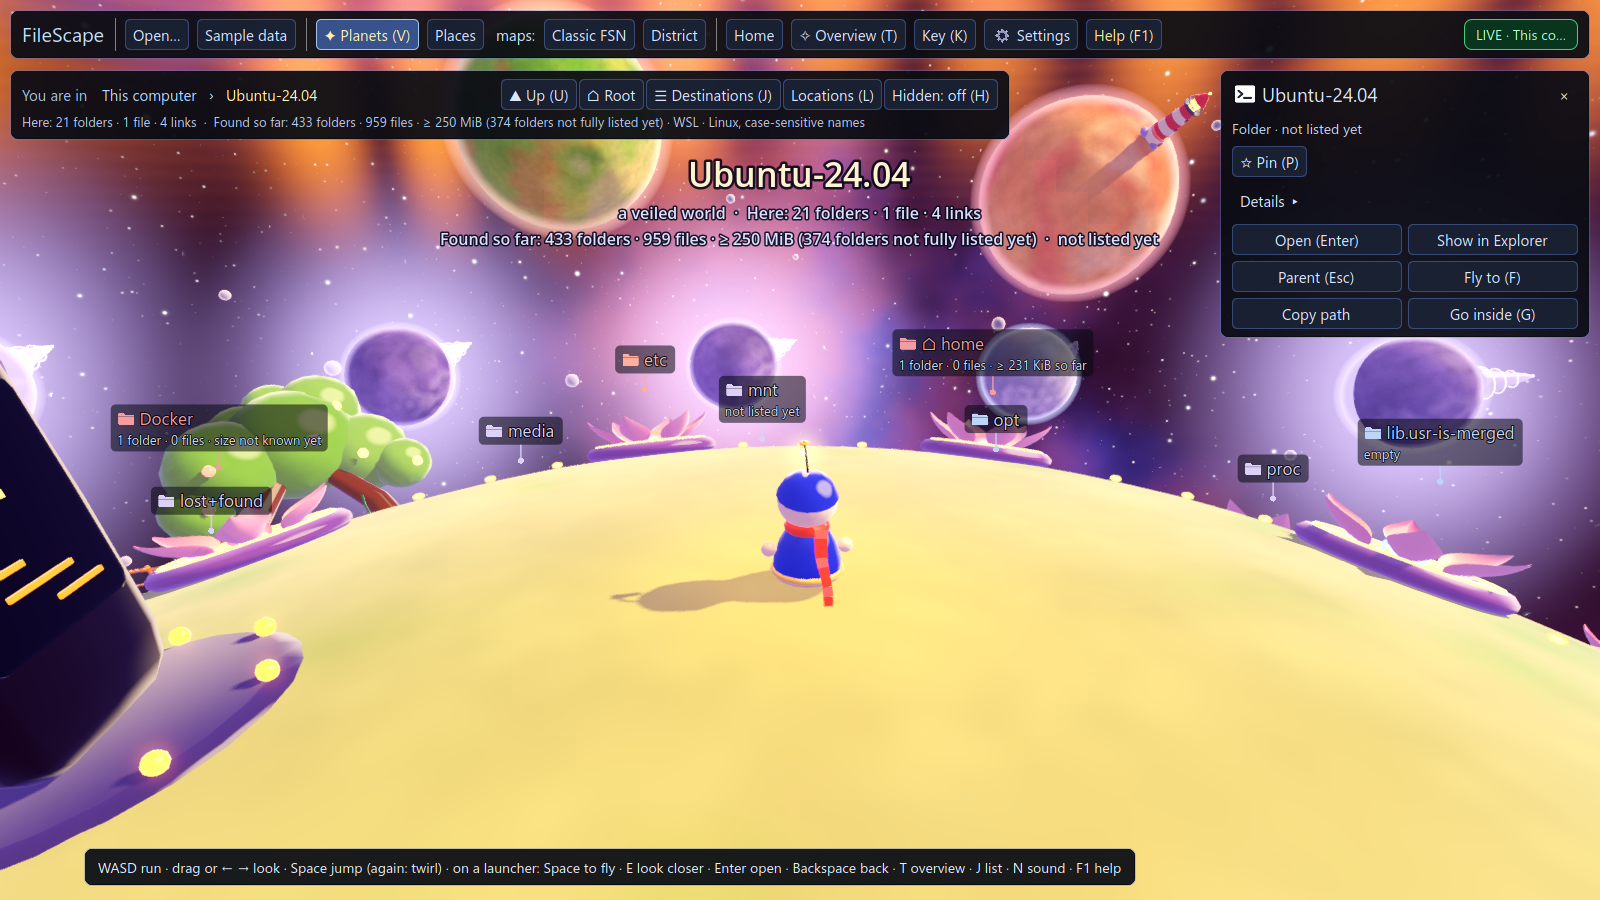 FileScape Open... Sample data ✦ Planets (V) Places maps: Classic FSN District Home ✧ Overview (T) Key (K) Settings Help (F1) LIVE · This co...
You are in This computer › Ubuntu-24.04 ▲ Up (U) Root ☰ Destinations (J) Locations (L) Hidden: off (H)
Here: 21 folders · 1 file · 4 links · Found so far: 433 folders · 959 files · ≥ 250 MiB (374 folders not fully listed yet) · WSL · Linux, case-sensitive names
Ubuntu-24.04 ×
Folder · not listed yet
☆ Pin (P)
Details ▸
Open (Enter) Show in Explorer
Parent (Esc) Fly to (F)
Copy path Go inside (G)
Ubuntu-24.04
a veiled world · Here: 21 folders · 1 file · 4 links
Found so far: 433 folders · 959 files · ≥ 250 MiB (374 folders not fully listed yet) · not listed yet
home
1 folder · 0 files · ≥ 231 KiB so far
etc
mnt
not listed yet
Docker
1 folder · 0 files · size not known yet
media
opt
lib.usr-is-merged
empty
proc
lost+found
WASD run · drag or ← → look · Space jump (again: twirl) · on a launcher: Space to fly · E look closer · Enter open · Backspace back · T overview · J list · N sound · F1 help